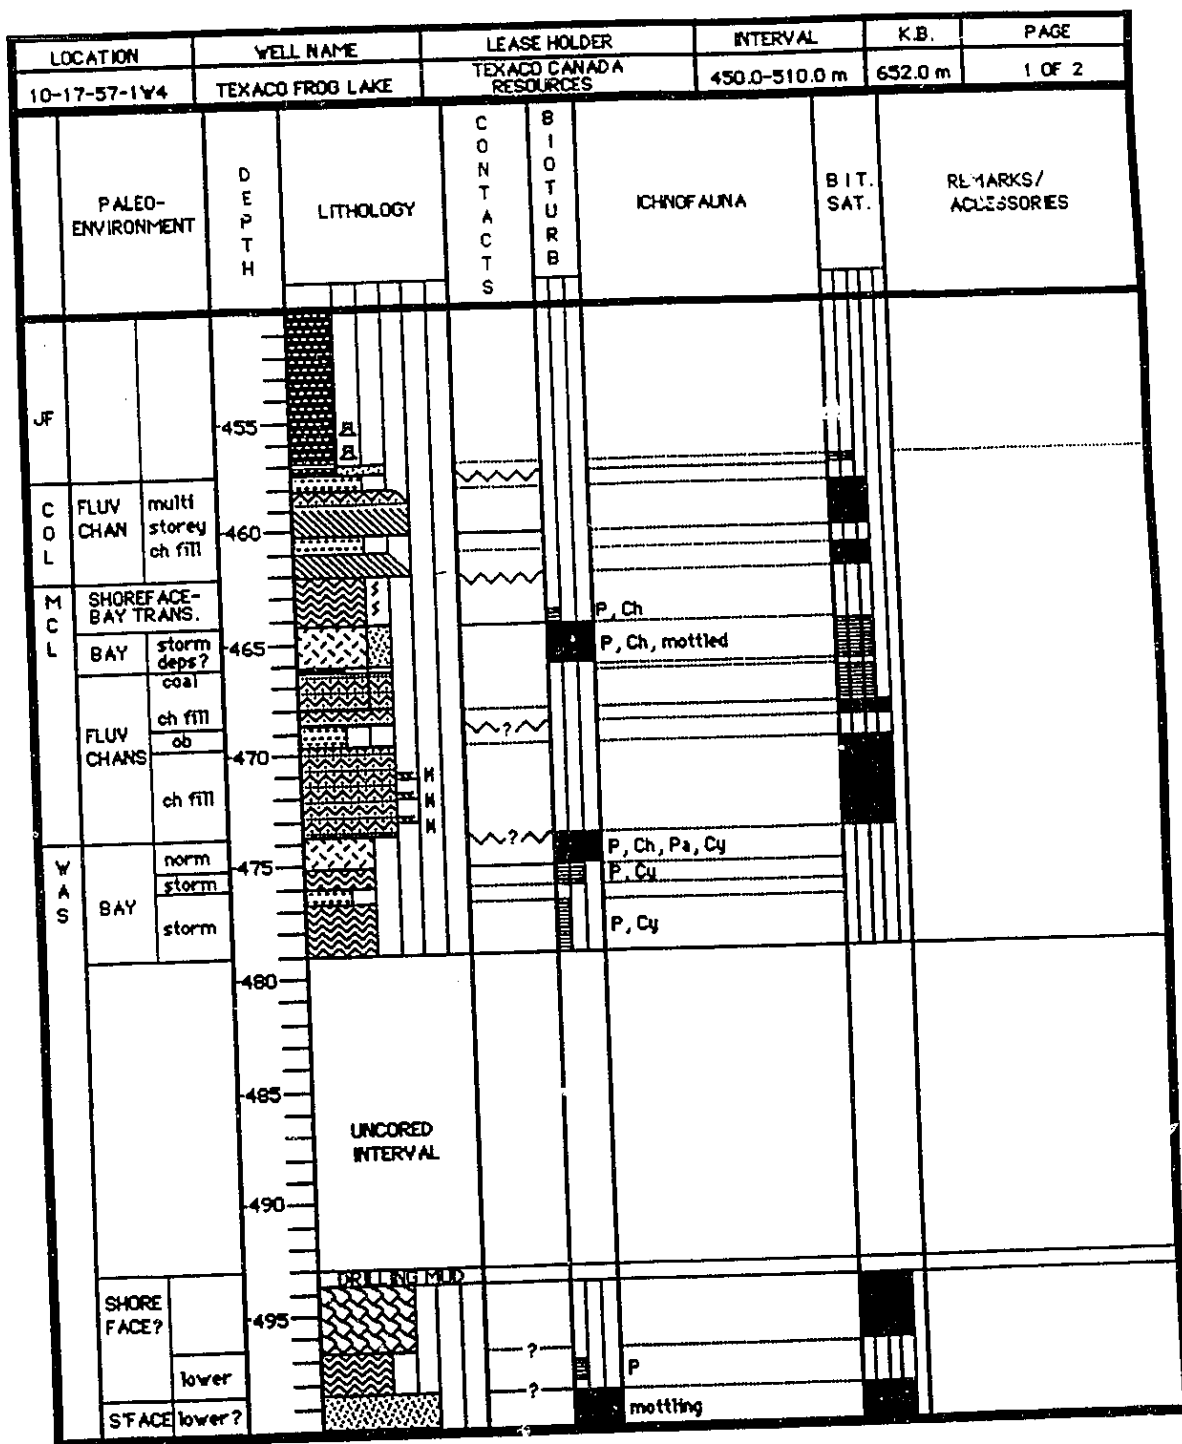 LOCATION WELL NAME LEASE HOLDER INTERVAL K.B. PAGE
10-17-57-1W4 TEXACO FROG LAKE TEXACO CANADA RESOURCES 450.0-510.0 m 652.0 m 1 OF 2
PALEO-
ENVIRONMENT
DEPTH
LITHOLOGY
CONTACTS
BIOTURB
ICHNOFAUNA
BIT.
SAT.
REMARKS/
ACCESSORIES
JF
455
COL
FLUV
CHAN
multi
storey
ch fill
460
MCL
SHOREFACE-
BAY TRANS.
P, Ch
BAY
storm
deps?
465
P, Ch, mottled
coal
FLUV
CHANS
ch fill
?
ob
470
ch fill
?
WAS
BAY
norm
P, Ch, Pa, Cy
475
storm
P, Cy
storm
P, Cy
480
485
UNCORED
INTERVAL
490
DRILLING MUD
SHORE
FACE?
495
?
lower
P
?
S'FACE lower?
mottling